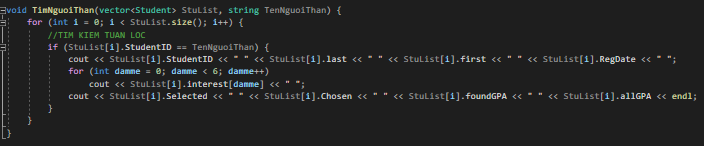 void TimNguoiThan(vector<Student> StuList, string TenNguoiThan) {
for (int i = 0; i < StuList.size(); i++) {
//TIM KIEM TUAN LOC
if (StuList[i].StudentID == TenNguoiThan) {
cout << StuList[i].StudentID << " " << StuList[i].last << " " << StuList[i].first << " " << StuList[i].RegDate << " ";
for (int damme = 0; damme < 6; damme++)
cout << StuList[i].interest[damme] << " ";
cout << StuList[i].Selected << " " << StuList[i].Chosen << " " << StuList[i].foundGPA << " " << StuList[i].allGPA << endl;
}
}
}